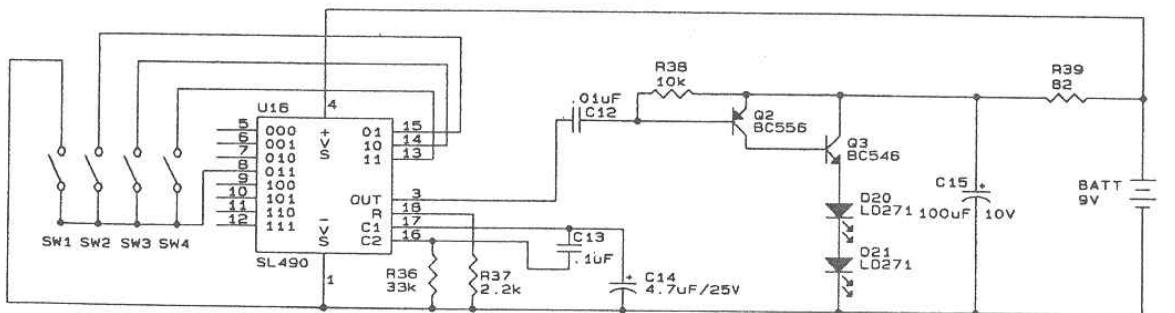 R38
10k
R39
82
.01uF
C12
Q2
BC556
Q3
BC546
U16
4
+
V
S
5
000
6
001
7
010
8
011
9
100
10
101
11
110
12
111
01
15
10
14
11
13
OUT
3
R
18
C1
17
C2
16
-
V
S
SL490
1
SW1 SW2 SW3 SW4
R36
33k
R37
2.2k
C13
.1uF
+
C14
4.7uF/25V
D20
LD271
D21
LD271
C15
+
100uF 10V
BATT
9V